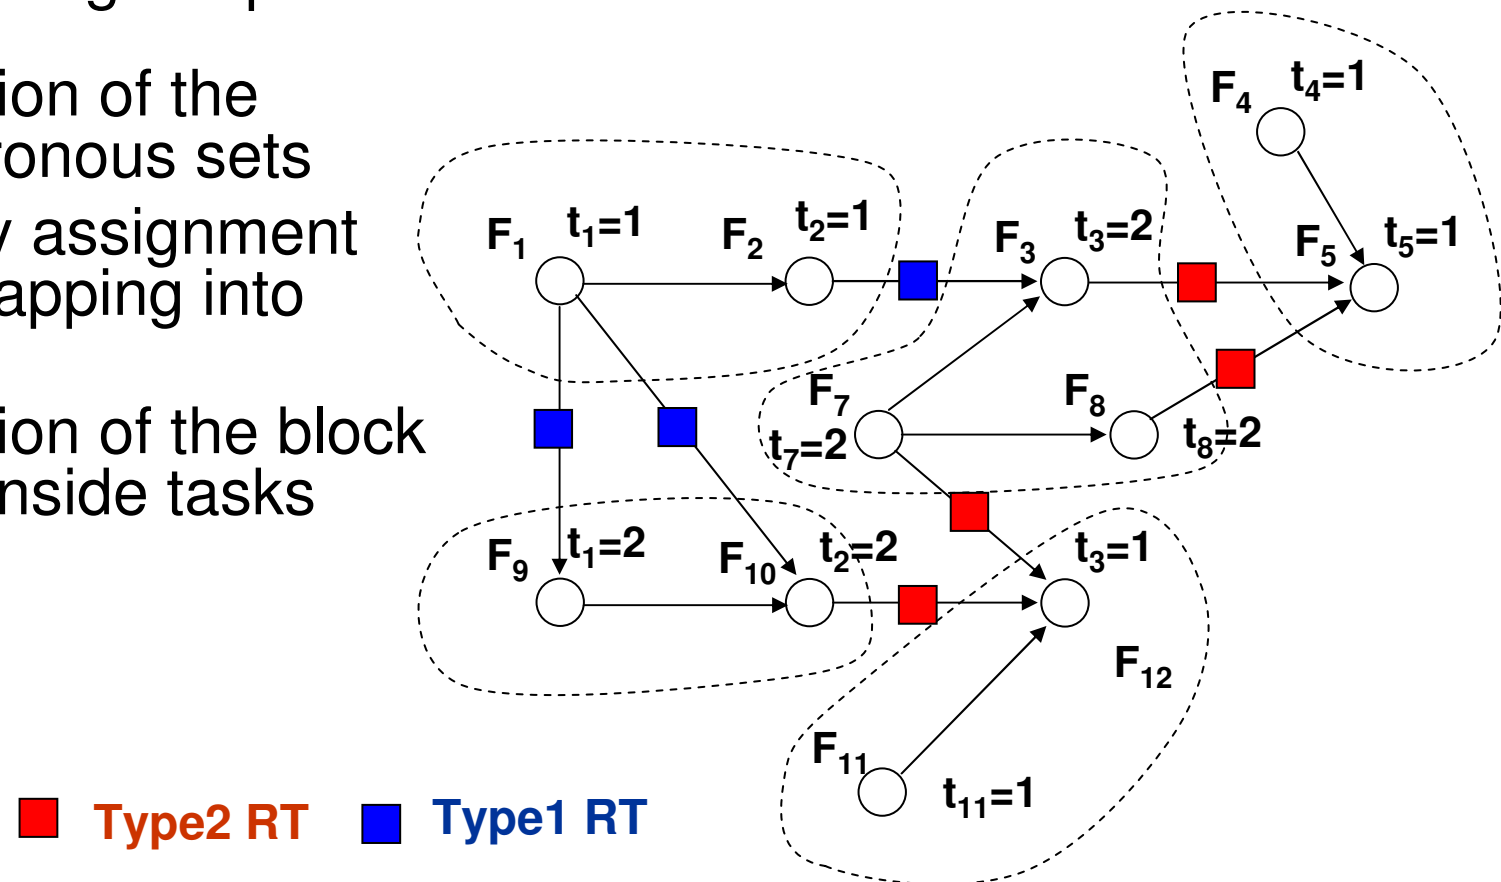 ion of the
ronous sets
y assignment
apping into
ion of the block
nside tasks
F4 t4=1
F1 t1=1 F2 t2=1 F3 t3=2 F5 t5=1
F7 F8
t7=2 t8=2
F9 t1=2 F10 t2=2 t3=1
F12
F11
t11=1
Type2 RT Type1 RT